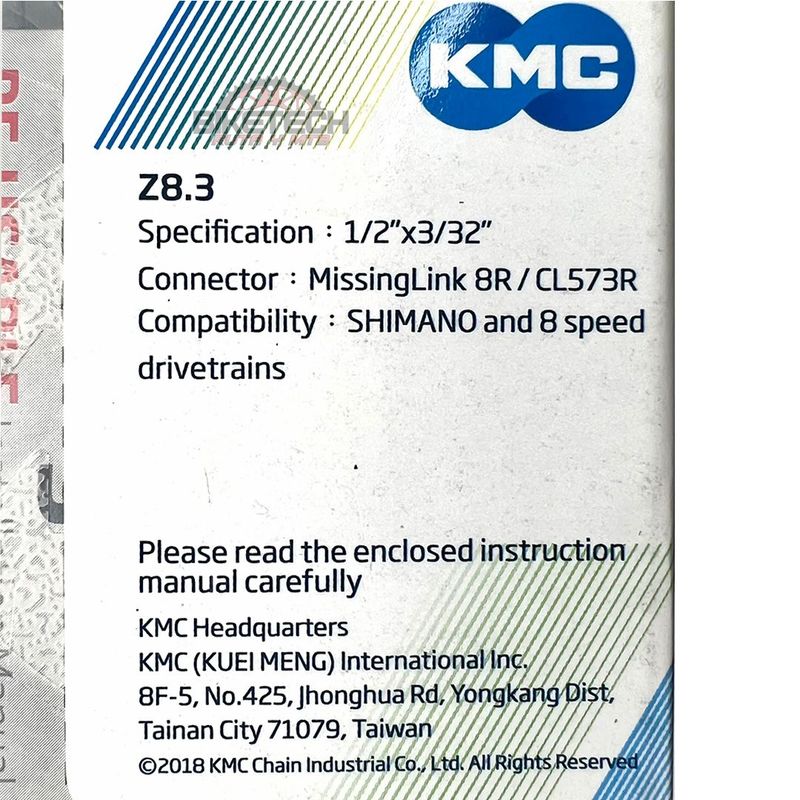 KMC
BIKETECH
Z8.3
Specification : 1/2"x3/32"
Connector : MissingLink 8R / CL573R
Compatibility : SHIMANO and 8 speed
drivetrains
Please read the enclosed instruction
manual carefully
KMC Headquarters
KMC (KUEI MENG) International Inc.
8F-5, No.425, Jhonghua Rd, Yongkang Dist,
Tainan City 71079, Taiwan
©2018 KMC Chain Industrial Co., Ltd. All Rights Reserved